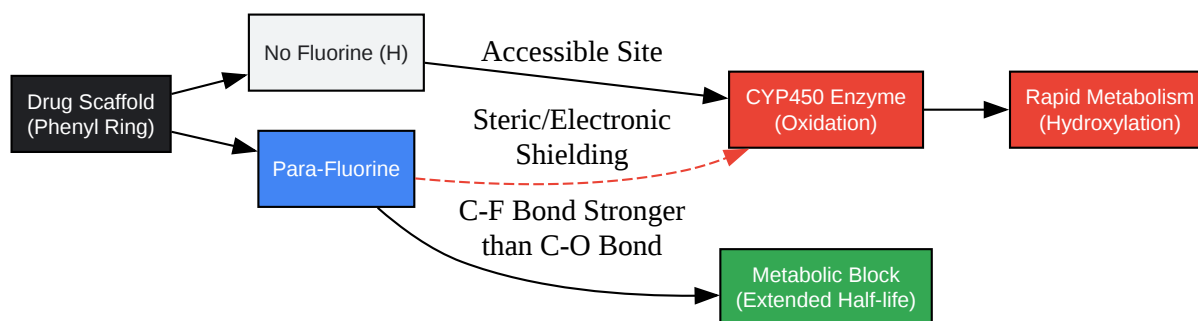 Drug Scaffold
(Phenyl Ring)
No Fluorine (H)
Para-Fluorine
Accessible Site
Steric/Electronic
Shielding
C-F Bond Stronger
than C-O Bond
CYP450 Enzyme
(Oxidation)
Rapid Metabolism
(Hydroxylation)
Metabolic Block
(Extended Half-life)